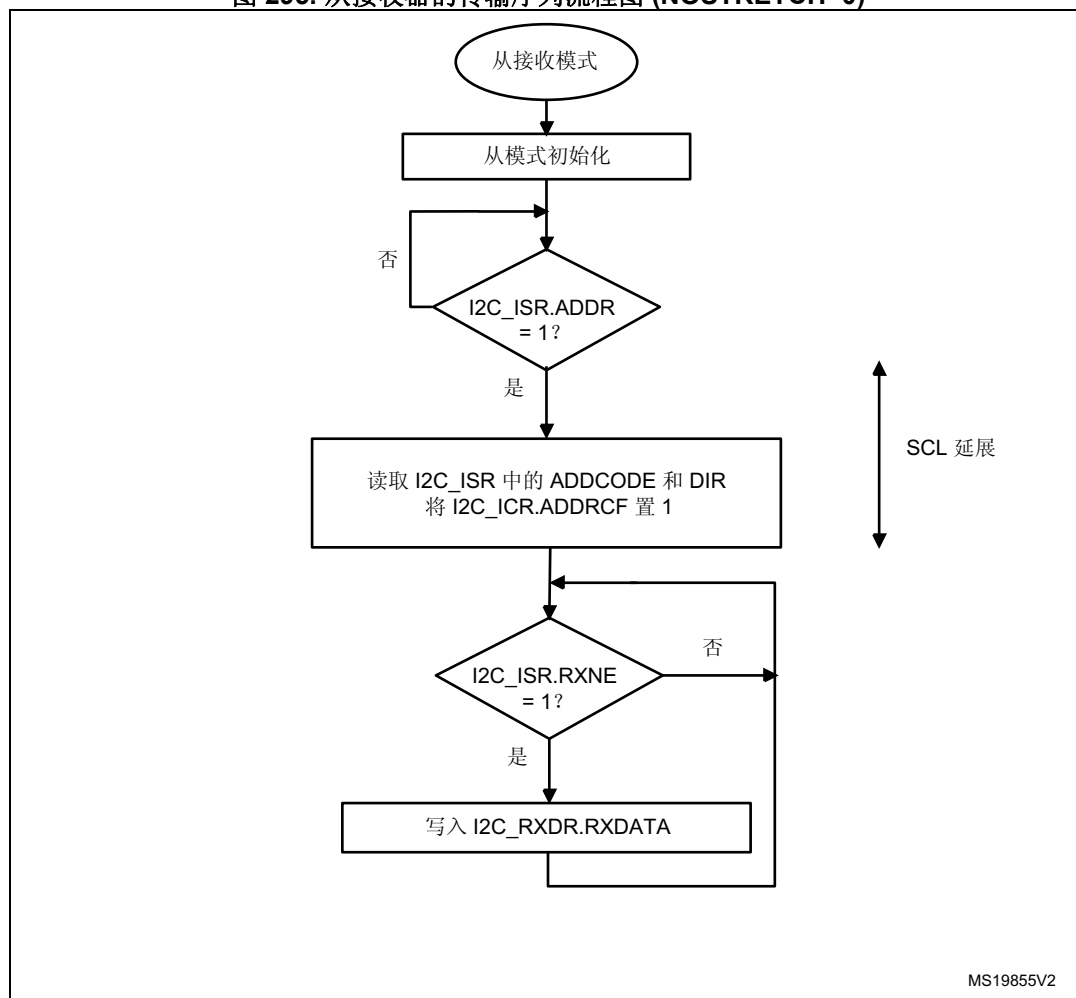 从接收模式
从模式初始化
否
I2C_ISR.ADDR
= 1?
是
SCL 延展
读取 I2C_ISR 中的 ADDCODE 和 DIR
将 I2C_ICR.ADDRCF 置 1
I2C_ISR.RXNE
= 1?
否
是
写入 I2C_RXDR.RXDATA
MS19855V2